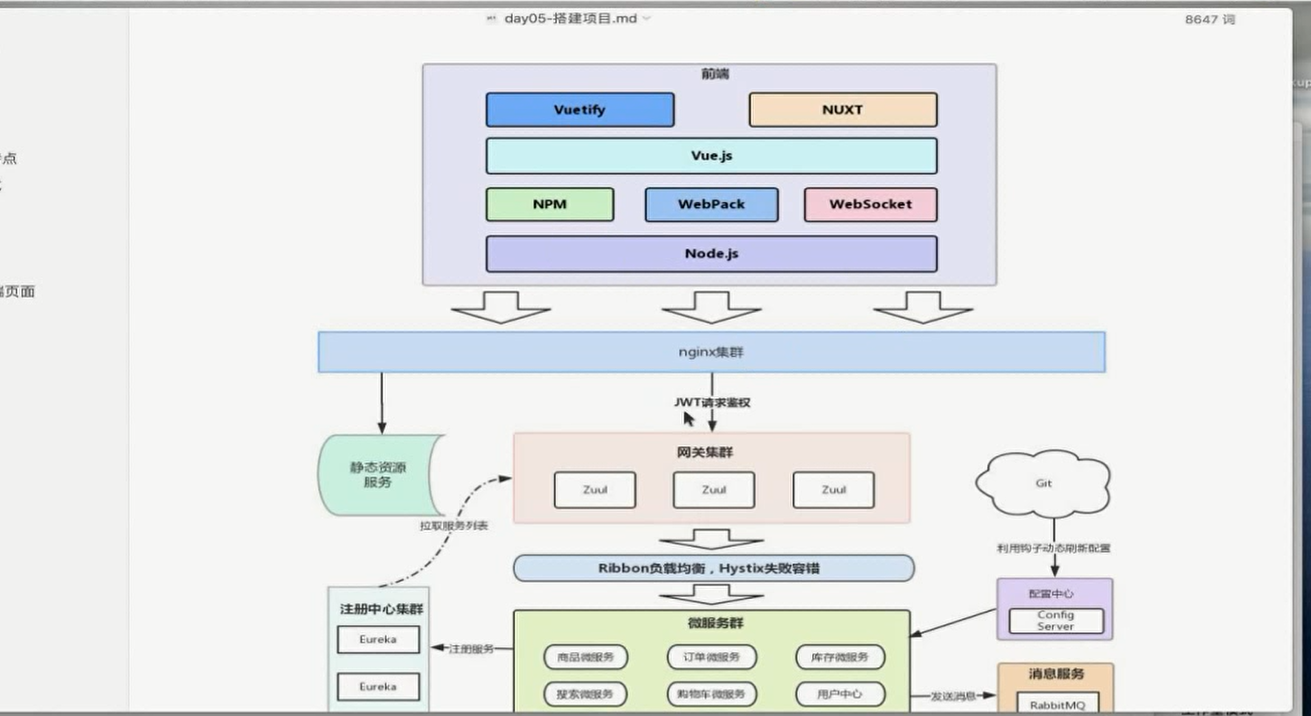 day05-搭建项目.md
8647 词
点
端页面
前端
Vuetify
NUXT
Vue.js
NPM
WebPack
WebSocket
Node.js
nginx集群
JWT请求鉴权
静态资源
服务
网关集群
Zuul
Zuul
Zuul
Git
拉取服务列表
利用钩子动态刷新配置
Ribbon负载均衡，Hystix失败容错
配置中心
Config
Server
注册中心集群
Eureka
Eureka
注册服务
微服务群
商品微服务
订单微服务
库存微服务
搜索微服务
购物车微服务
用户中心
发送消息
消息服务
RabbitMQ